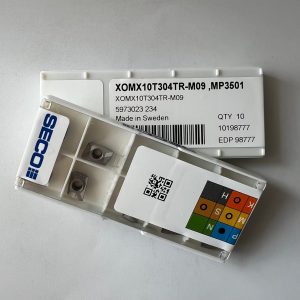 XOMX10T304TR-M09 ,MP3501
XOMX10T304TR-M09
5973023 234
Made in Sweden
QTY 10
10198777
EDP 98777
SECO
P
M
K
N
S
O
H